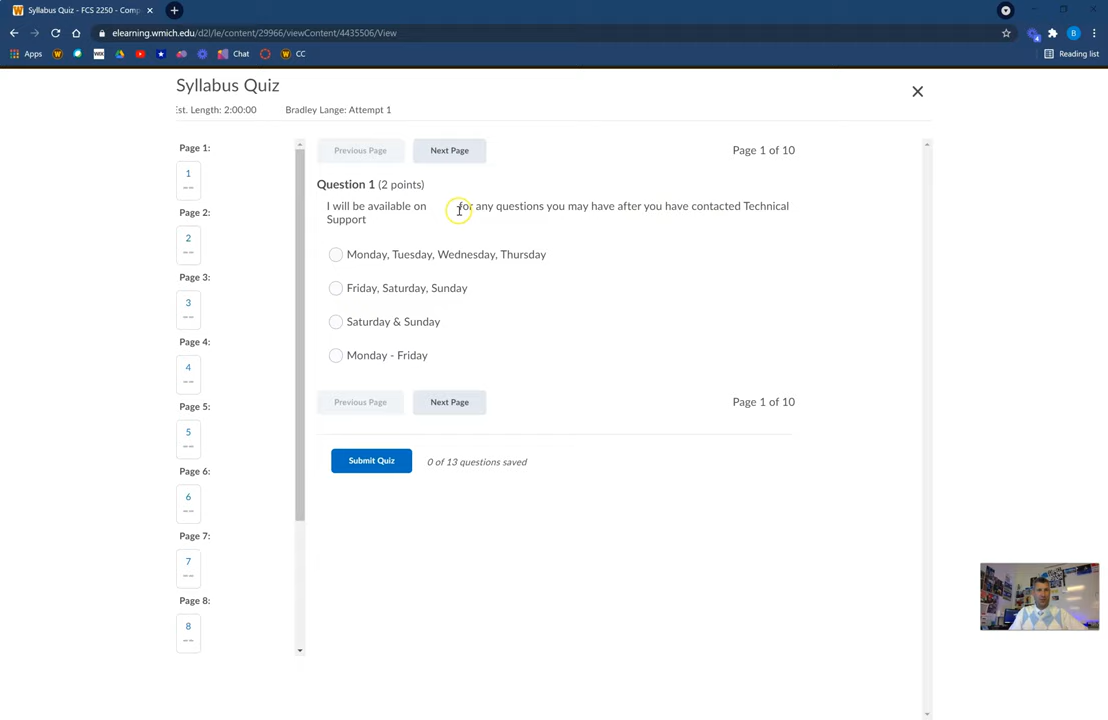 Syllabus Quiz - FCS 2250 - Comp
elearning.wmich.edu/d2l/le/content/29966/viewContent/4435506/View
B
Apps
WIX
Chat
CC
Reading list
Syllabus Quiz
Est. Length: 2:00:00 Bradley Lange: Attempt 1
Page 1:
1
--
Page 2:
2
--
Page 3:
3
--
Page 4:
4
--
Page 5:
5
--
Page 6:
6
--
Page 7:
7
--
Page 8:
8
--
Previous Page Next Page Page 1 of 10
Question 1 (2 points)
I will be available on for any questions you may have after you have contacted Technical
Support
Monday, Tuesday, Wednesday, Thursday
Friday, Saturday, Sunday
Saturday & Sunday
Monday - Friday
Previous Page Next Page Page 1 of 10
Submit Quiz 0 of 13 questions saved